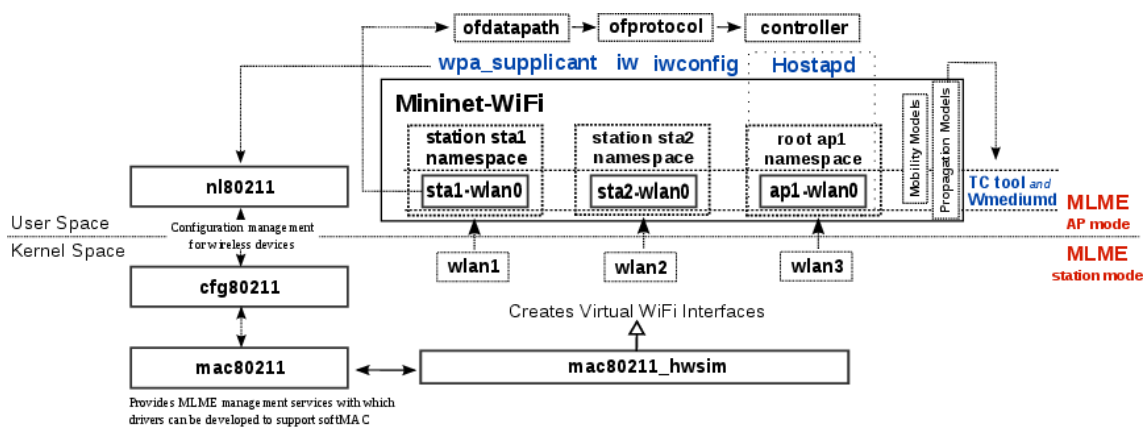 ofdatapath
ofprotocol
controller
wpa_supplicant iw iwconfig Hostapd
Mininet-WiFi
station sta1
namespace
station sta2
namespace
root ap1
namespace
sta1-wlan0
sta2-wlan0
ap1-wlan0
Mobility Models
Propagation Models
TC tool and
Wmediumd
nl80211
MLME
AP mode
User Space
Configuration management
for wireless devices
Kernel Space
MLME
station mode
wlan1
wlan2
wlan3
cfg80211
Creates Virtual WiFi Interfaces
mac80211
mac80211_hwsim
Provides MLME management services with which
drivers can be developed to support softMAC